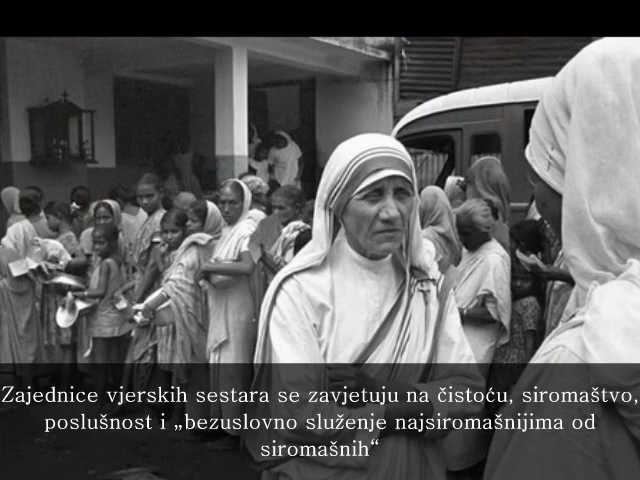 Zajednice vjerskih sestara se zavjetuju na čistoću, siromaštvo,
poslušnost i „bezuslovno služenje najsiromašnijima od
siromašnih“